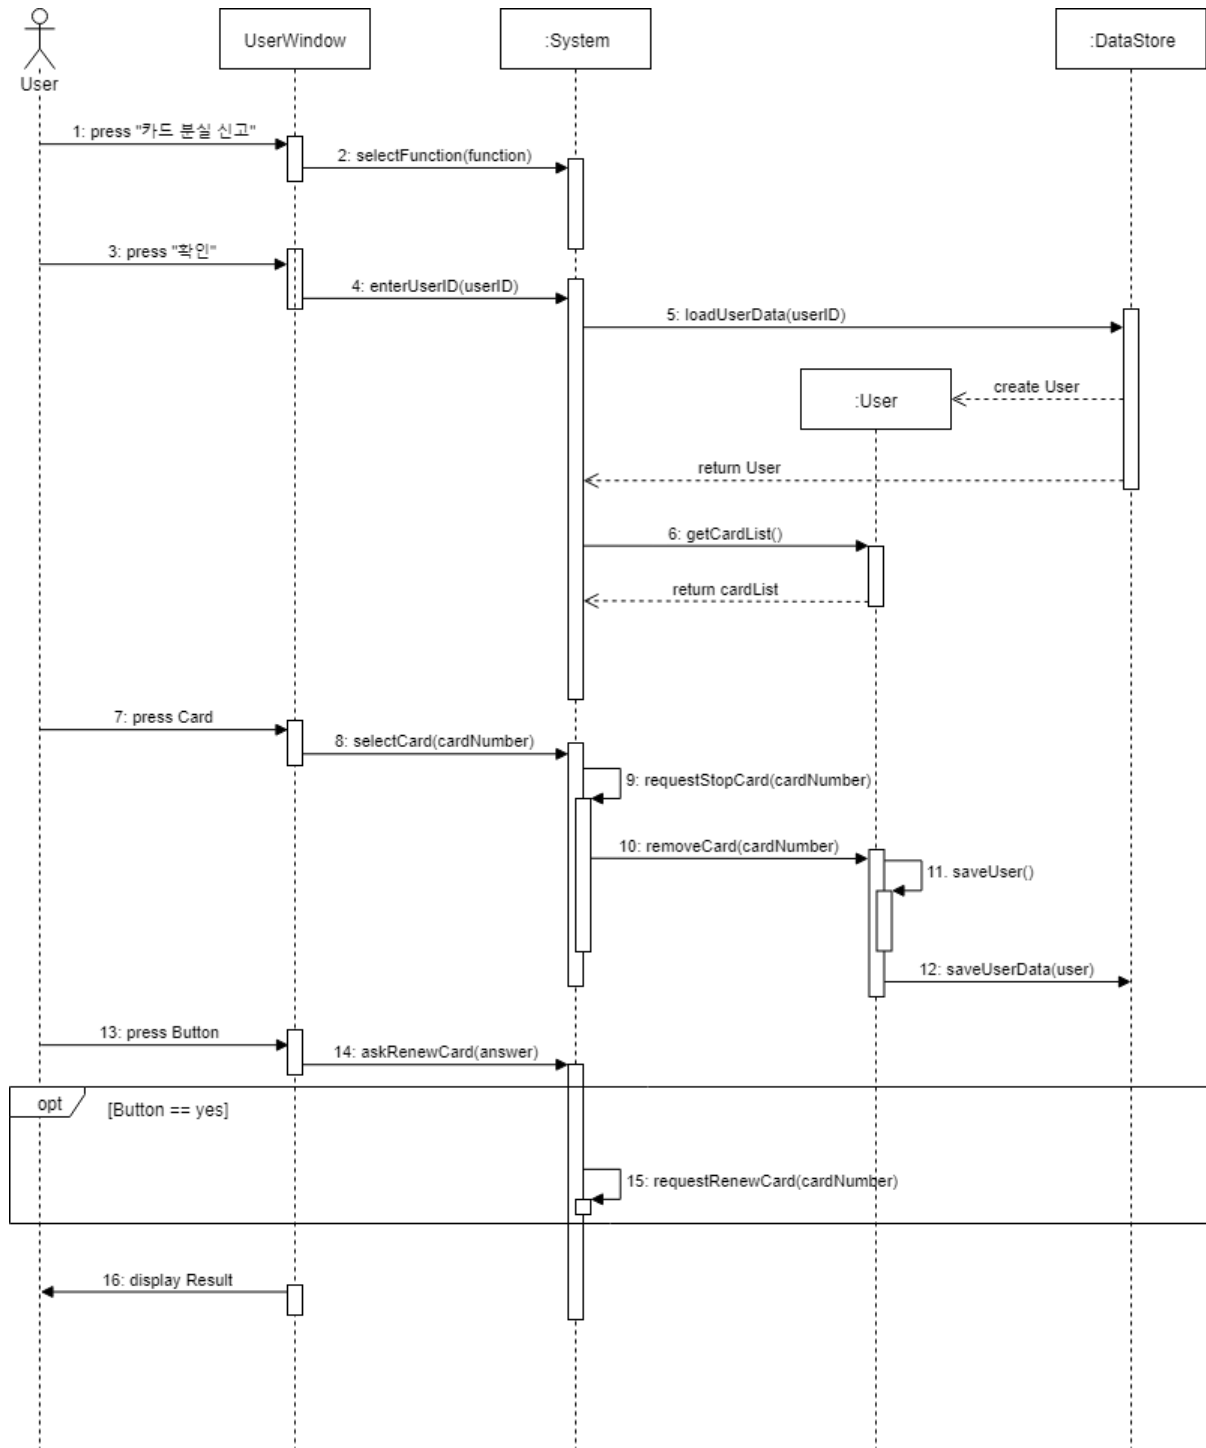 User
UserWindow
:System
:DataStore
1: press "카드 분실 신고"
2: selectFunction(function)
3: press "확인"
4: enterUserID(userID)
5: loadUserData(userID)
create User
:User
return User
6: getCardList()
return cardList
7: press Card
8: selectCard(cardNumber)
9: requestStopCard(cardNumber)
10: removeCard(cardNumber)
11. saveUser()
12: saveUserData(user)
13: press Button
14: askRenewCard(answer)
opt
[Button == yes]
15: requestRenewCard(cardNumber)
16: display Result